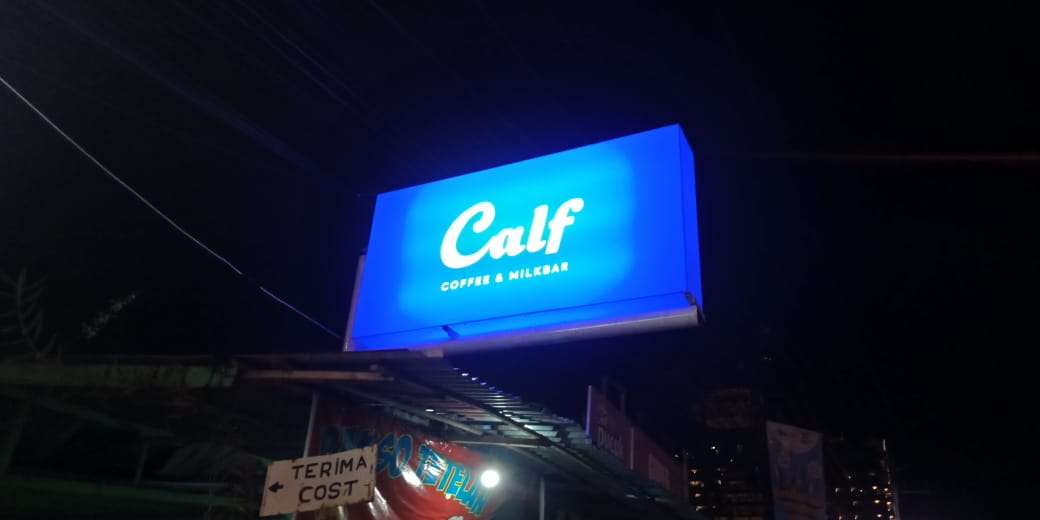 Calf
COFFEE & MILKBAR
TERIMA
COST